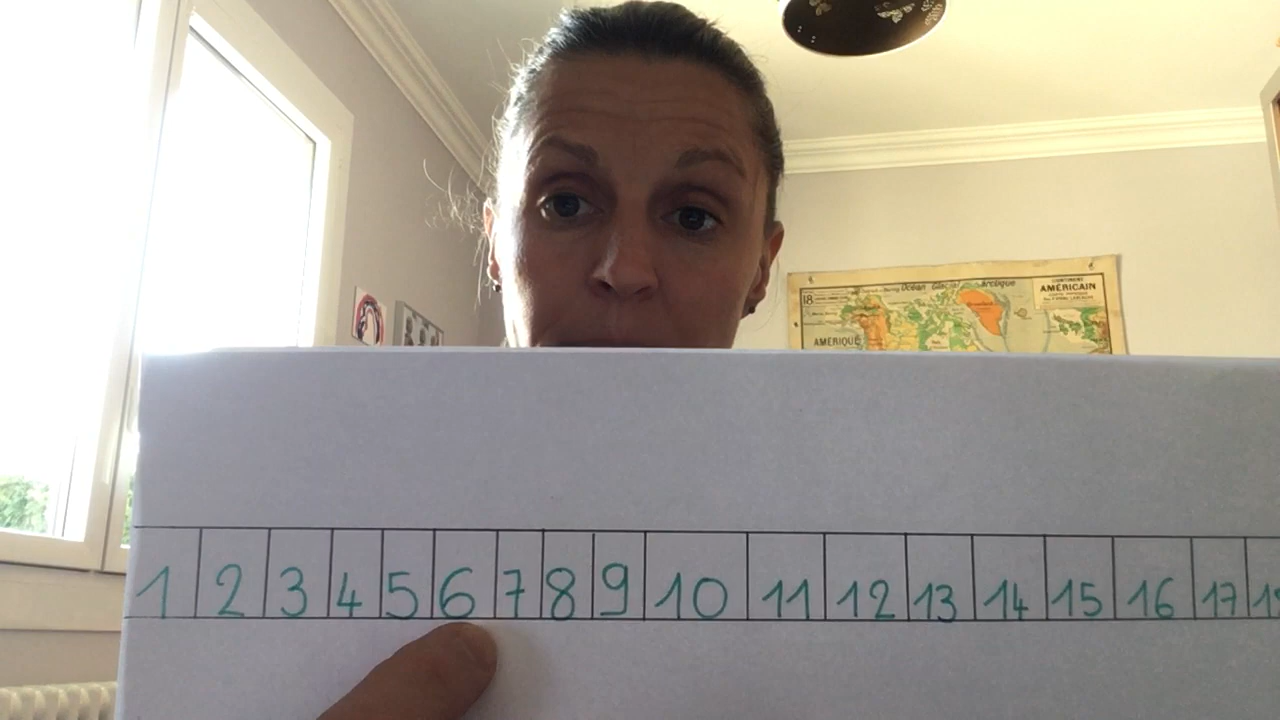 18
Océan Glacial Arctique
CONTINENT
AMÉRICAIN
AMÉRIQUE
1 2 3 4 5 6 7 8 9 10 11 12 13 14 15 16 17